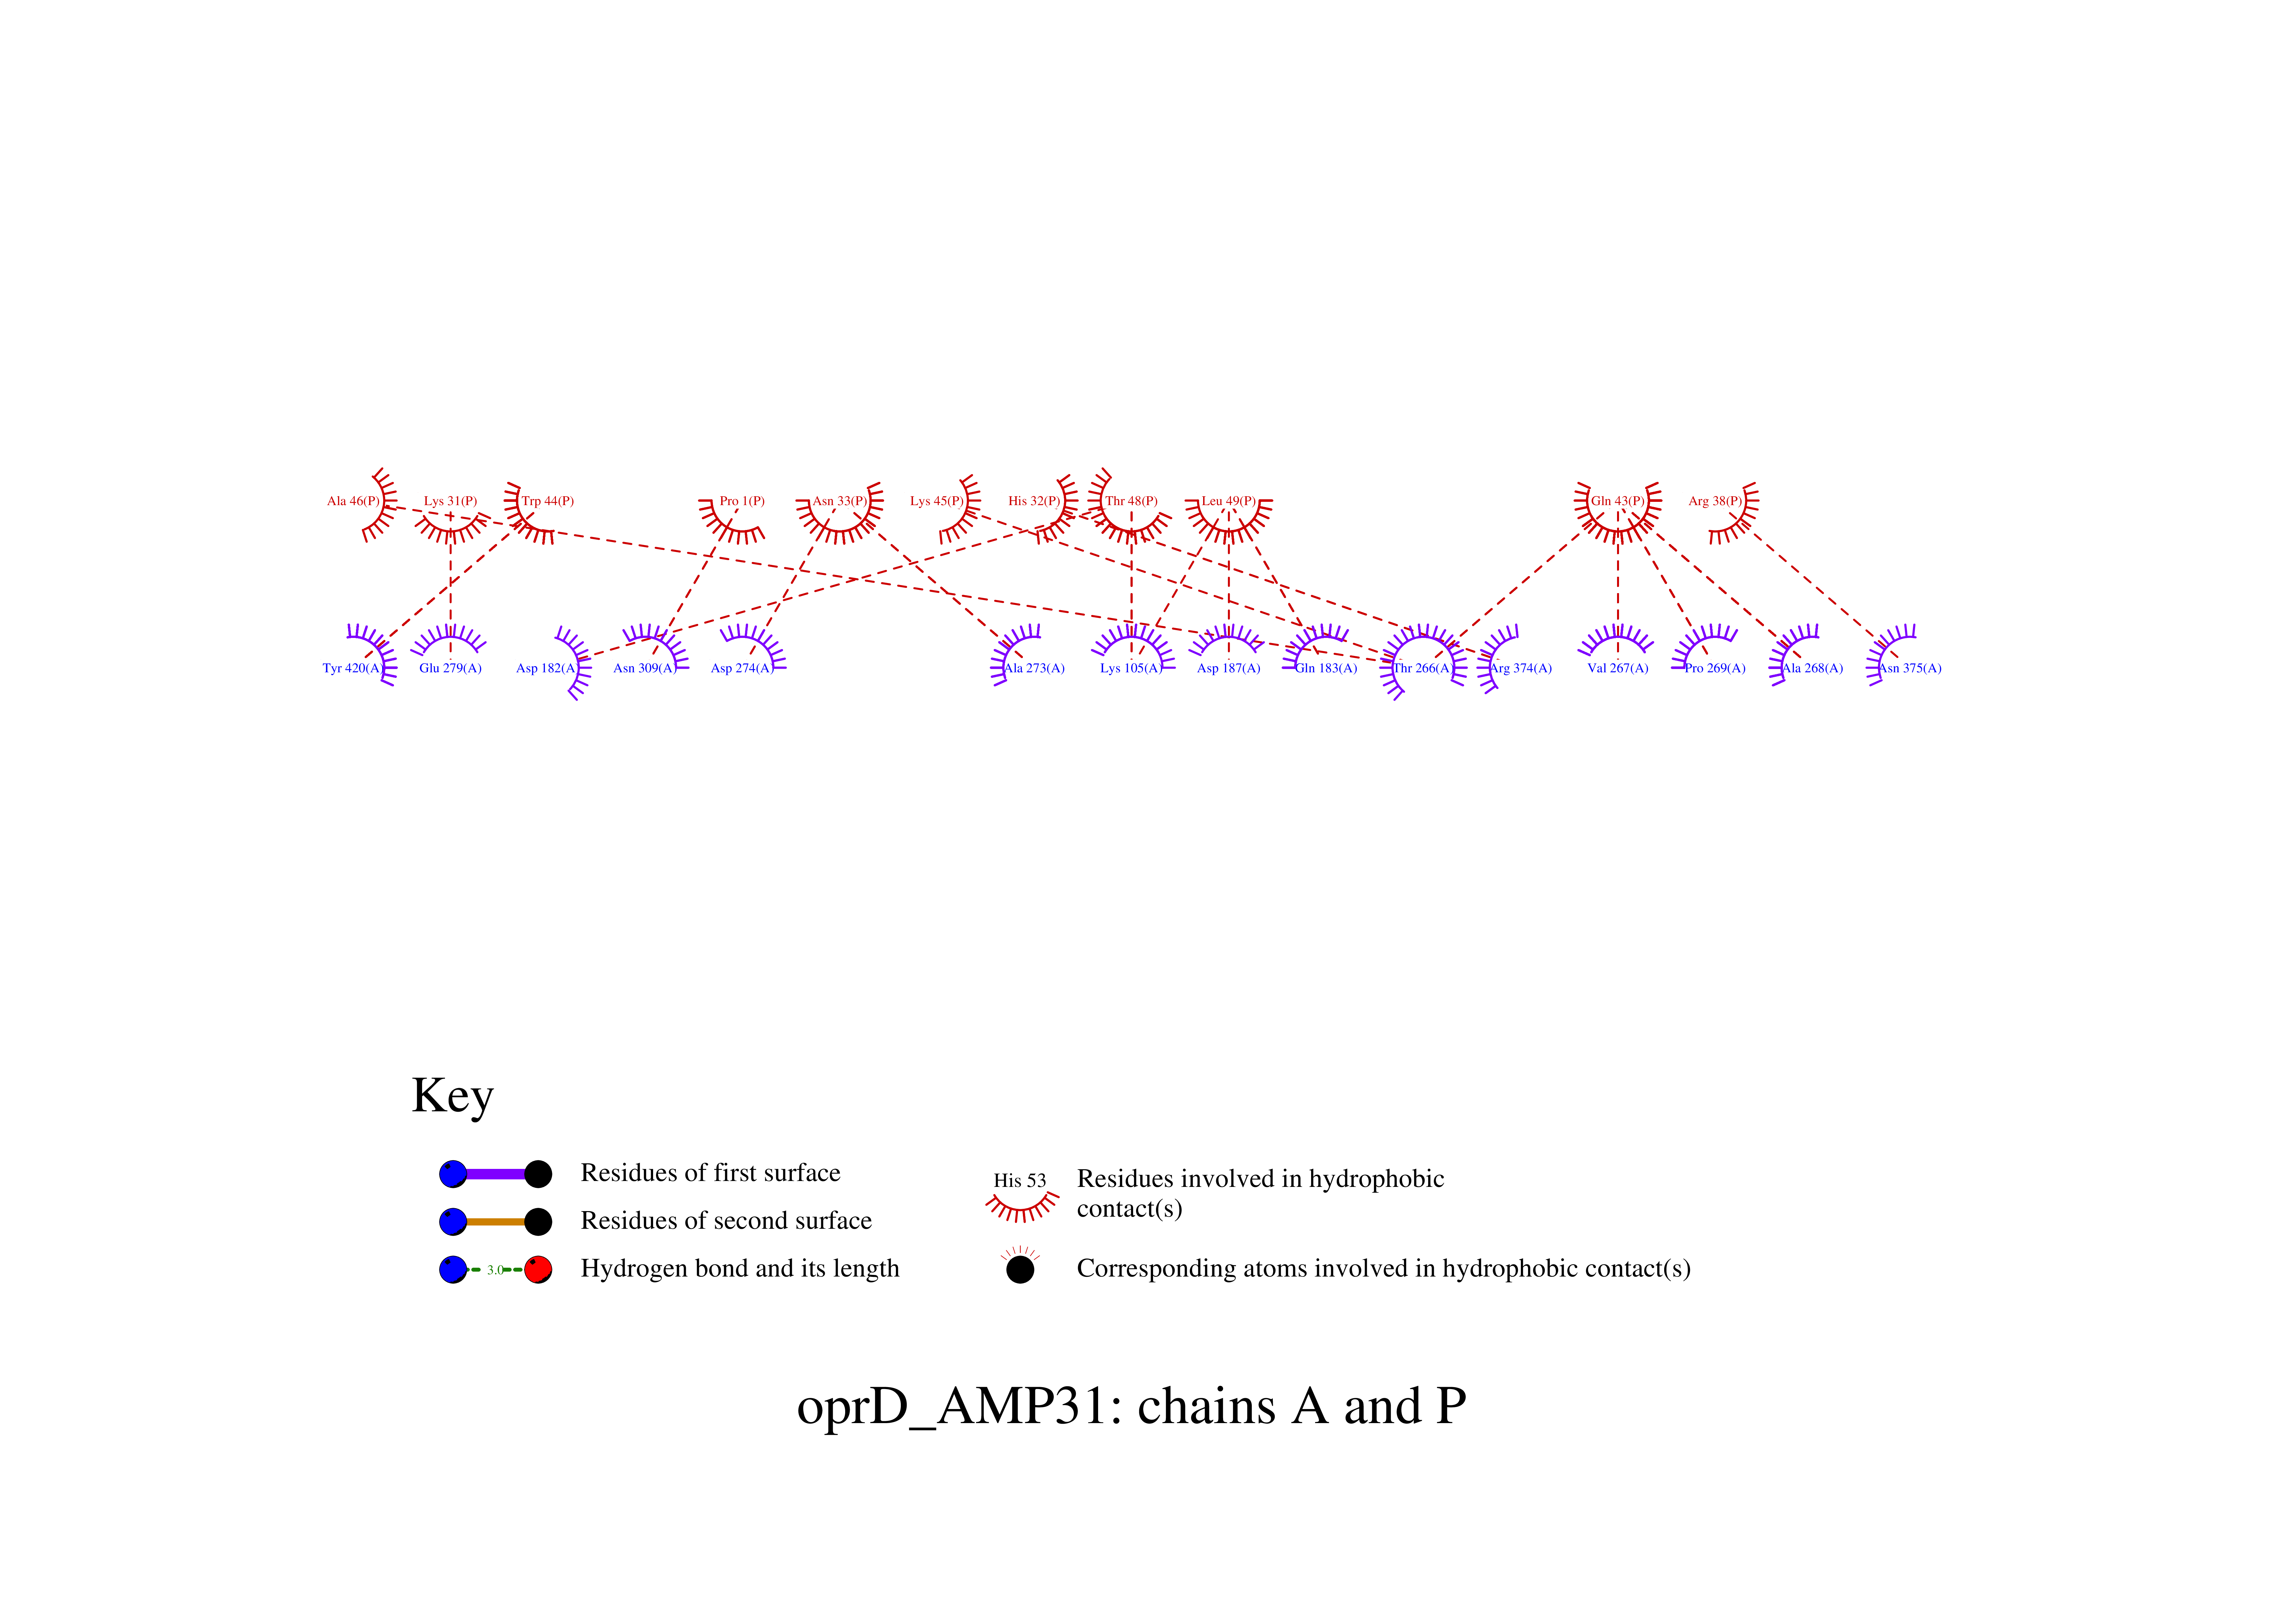 Ala 46(P) Lys 31(P) Trp 44(P) Pro 1(P) Asn 33(P) Lys 45(P) His 32(P) Thr 48(P) Leu 49(P) Gln 43(P) Arg 38(P)
Tyr 420(A) Glu 279(A) Asp 182(A) Asn 309(A) Asp 274(A) Ala 273(A) Lys 105(A) Asp 187(A) Gln 183(A) Thr 266(A) Arg 374(A) Val 267(A) Pro 269(A) Ala 268(A) Asn 375(A)
Key
Residues of first surface
Residues of second surface
3.0 Hydrogen bond and its length
His 53 Residues involved in hydrophobic
contact(s)
Corresponding atoms involved in hydrophobic contact(s)
oprD_AMP31: chains A and P